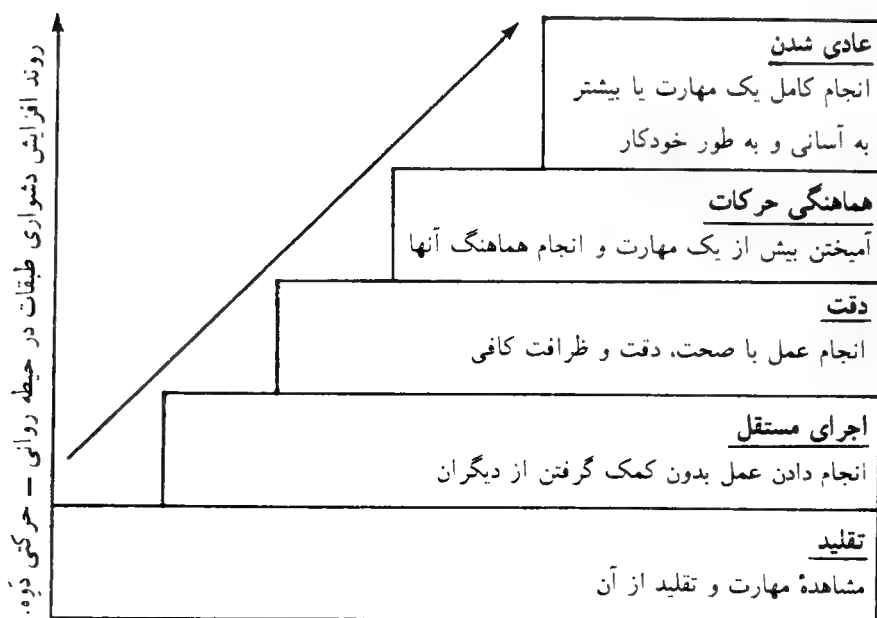 عادی شدن
انجام کامل یک مهارت یا بیشتر
به آسانی و به طور خودکار
هماهنگی حرکات
آمیختن بیش از یک مهارت و انجام هماهنگ آنها
دقت
انجام عمل با صحت، دقت و ظرافت کافی
اجرای مستقل
انجام دادن عمل بدون کمک گرفتن از دیگران
تقلید
مشاهدهٔ مهارت و تقلید از آن
روند افزایش دشواری طبقات در حیطه روانی – حرکتی دَوِه.